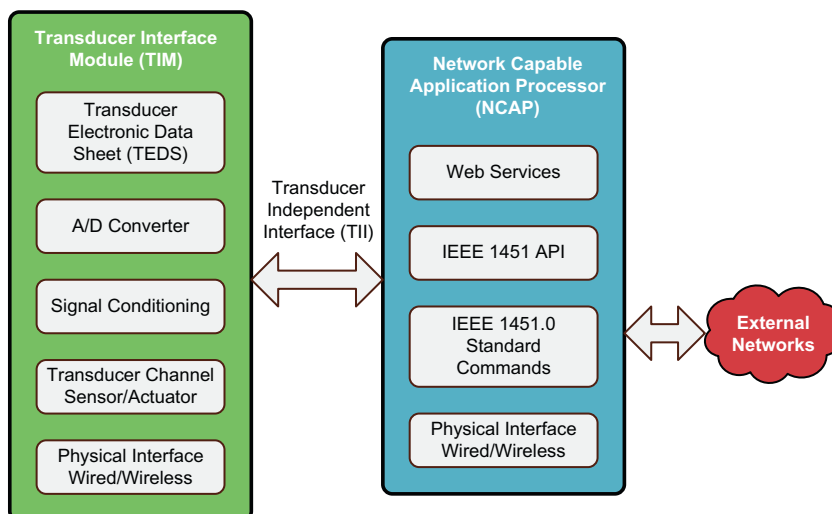 Transducer Interface
Module (TIM)
Transducer
Electronic Data
Sheet (TEDS)
A/D Converter
Signal Conditioning
Transducer Channel
Sensor/Actuator
Physical Interface
Wired/Wireless
Transducer
Independent
Interface (TII)
Network Capable
Application Processor
(NCAP)
Web Services
IEEE 1451 API
IEEE 1451.0
Standard
Commands
Physical Interface
Wired/Wireless
External
Networks